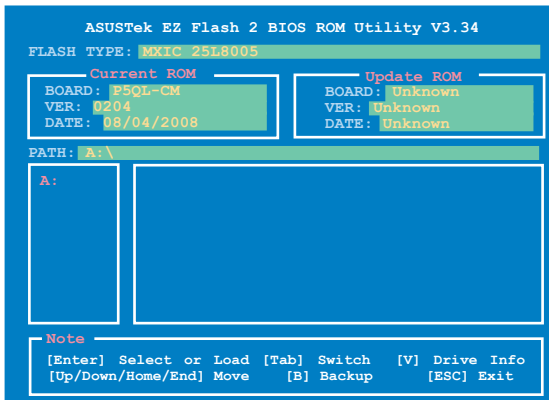 ASUSTek EZ Flash 2 BIOS ROM Utility V3.34
FLASH TYPE: MXIC 25L8005
Current ROM
BOARD: P5QL-CM
VER: 0204
DATE: 08/04/2008
Update ROM
BOARD: Unknown
VER: Unknown
DATE: Unknown
PATH: A:\
A:
Note
[Enter] Select or Load [Tab] Switch [V] Drive Info
[Up/Down/Home/End] Move [B] Backup [ESC] Exit